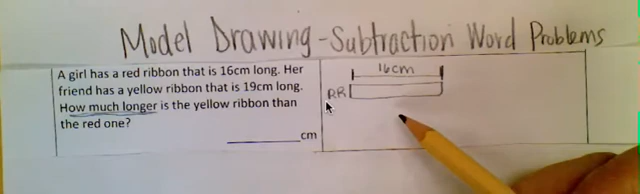 Model Drawing - Subtraction Word Problems
A girl has a red ribbon that is 16cm long. Her
friend has a yellow ribbon that is 19cm long.
How much longer is the yellow ribbon than
the red one?
cm
16cm
RR